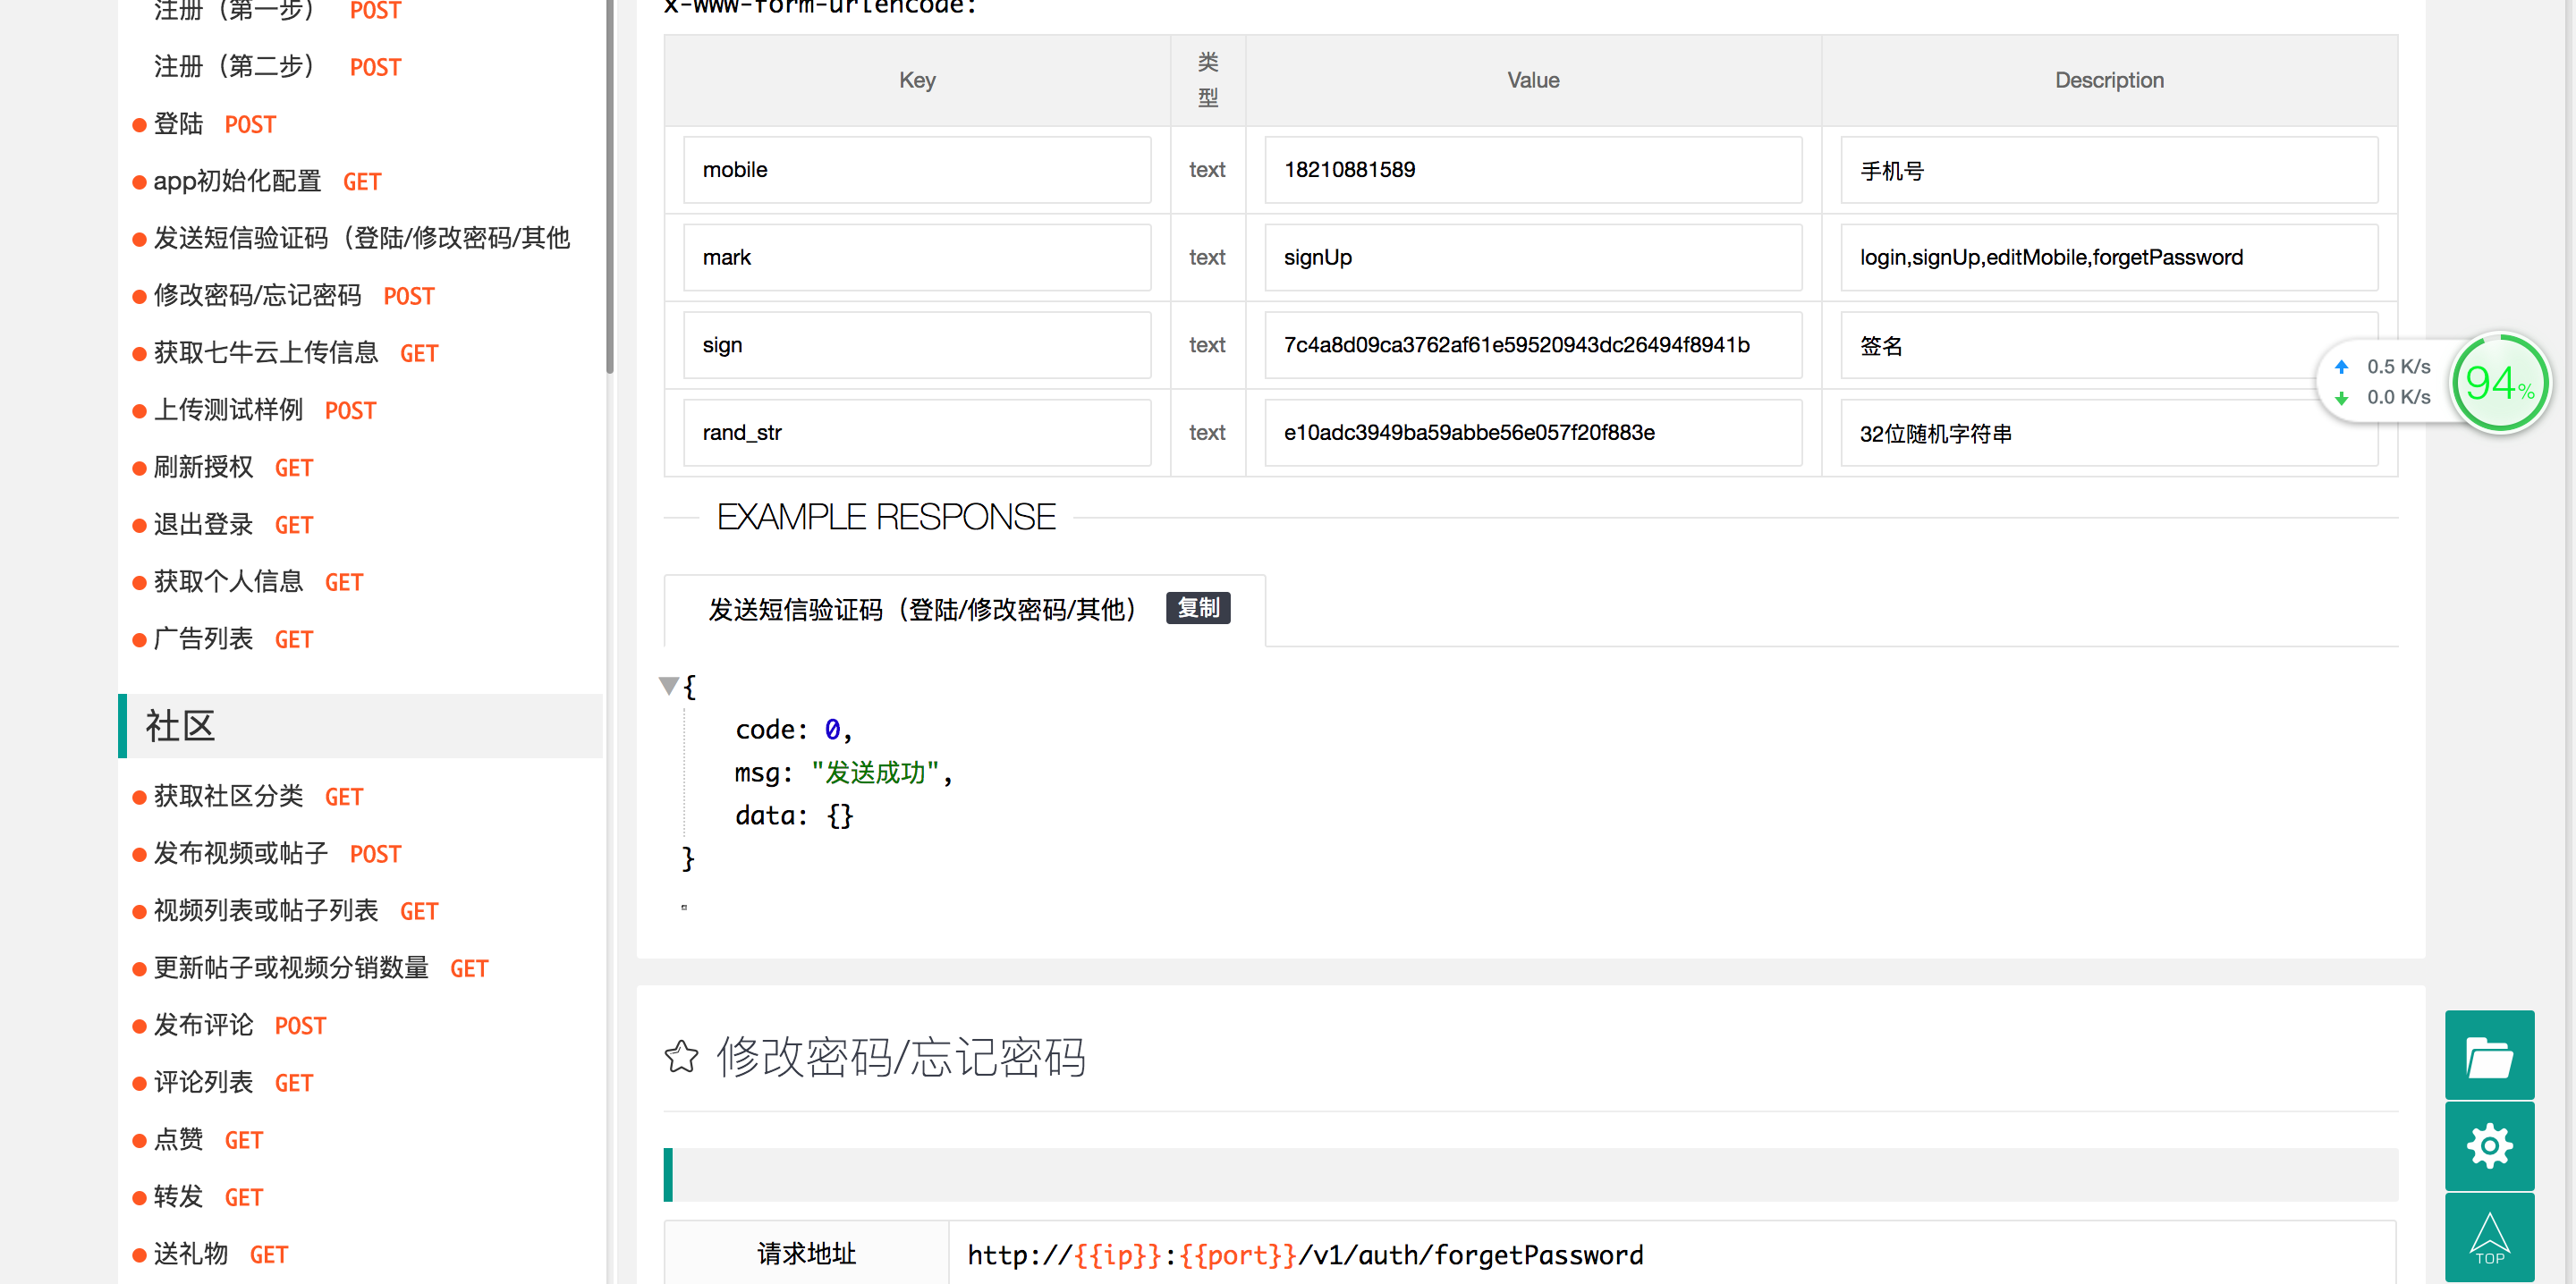 注册（第一步） POST
注册（第二步） POST
登陆 POST
app初始化配置 GET
发送短信验证码（登陆/修改密码/其他
修改密码/忘记密码 POST
获取七牛云上传信息 GET
上传测试样例 POST
刷新授权 GET
退出登录 GET
获取个人信息 GET
广告列表 GET
社区
获取社区分类 GET
发布视频或帖子 POST
视频列表或帖子列表 GET
更新帖子或视频分销数量 GET
发布评论 POST
评论列表 GET
点赞 GET
转发 GET
送礼物 GET
x-www-form-urlencode:
Key 类型 Value Description
mobile text 18210881589 手机号
mark text signUp login,signUp,editMobile,forgetPassword
sign text 7c4a8d09ca3762af61e59520943dc26494f8941b 签名
rand_str text e10adc3949ba59abbe56e057f20f883e 32位随机字符串
EXAMPLE RESPONSE
发送短信验证码（登陆/修改密码/其他） 复制
{
code: 0,
msg: "发送成功",
data: {}
}
修改密码/忘记密码
请求地址 http://{{ip}}:{{port}}/v1/auth/forgetPassword
0.5 K/s
0.0 K/s
94%
TOP